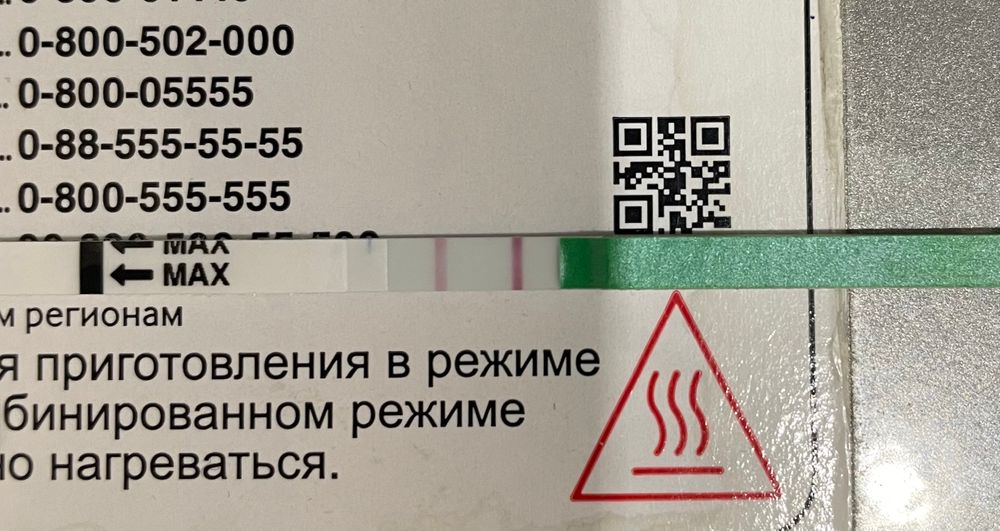 0-800-502-000
0-800-05555
0-88-555-55-55
0-800-555-555
MAX
MAX
м регионам
я приготовления в режиме
бинированном режиме
но нагреваться.